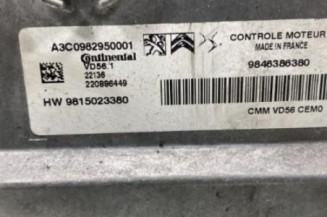 A3C0982950001
Continental
VD56.1
22136
220896449
HW 9815023380
CONTROLE MOTEUR
MADE IN FRANCE
9846386380
CMM VD56 CEM0